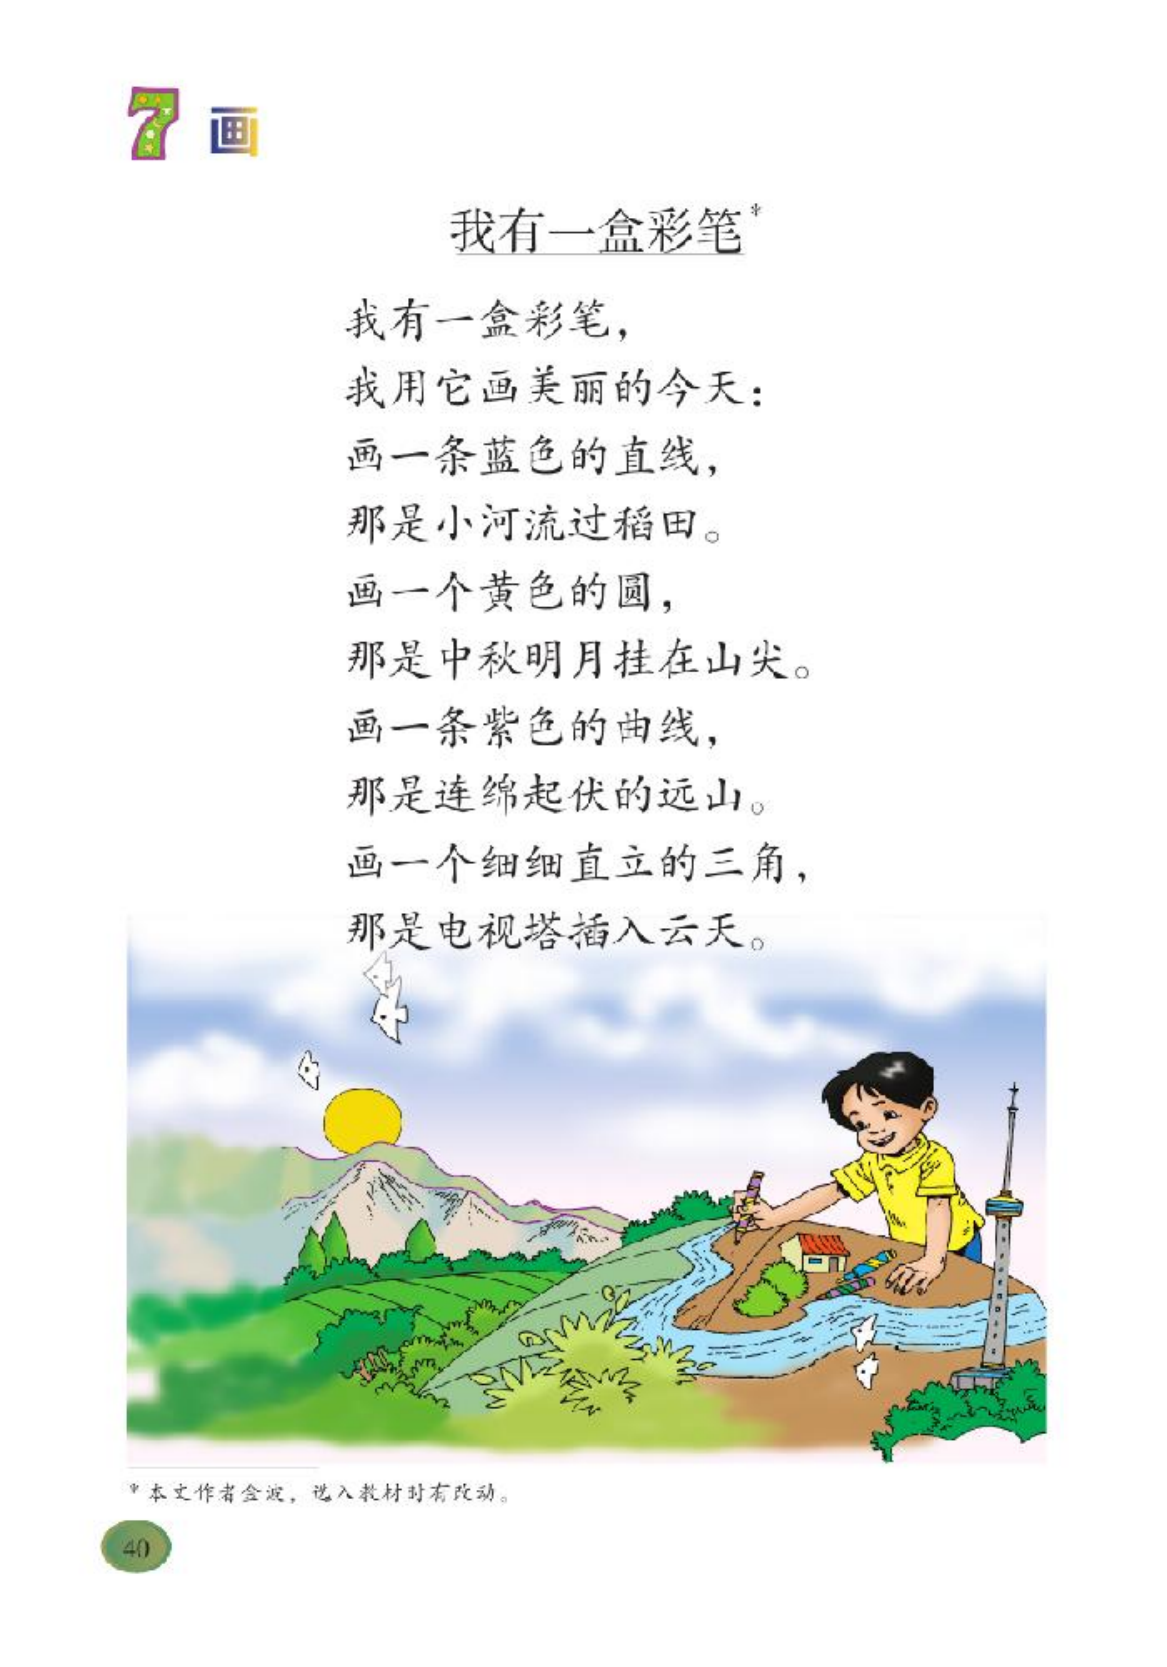 7 画
我有一盒彩笔*
我有一盒彩笔，
我用它画美丽的今天：
画一条蓝色的直线，
那是小河流过稻田。
画一个黄色的圆，
那是中秋明月挂在山尖。
画一条紫色的曲线，
那是连绵起伏的远山。
画一个细细直立的三角，
那是电视塔插入云天。
*本文作者金波，选入教材时有改动。
40